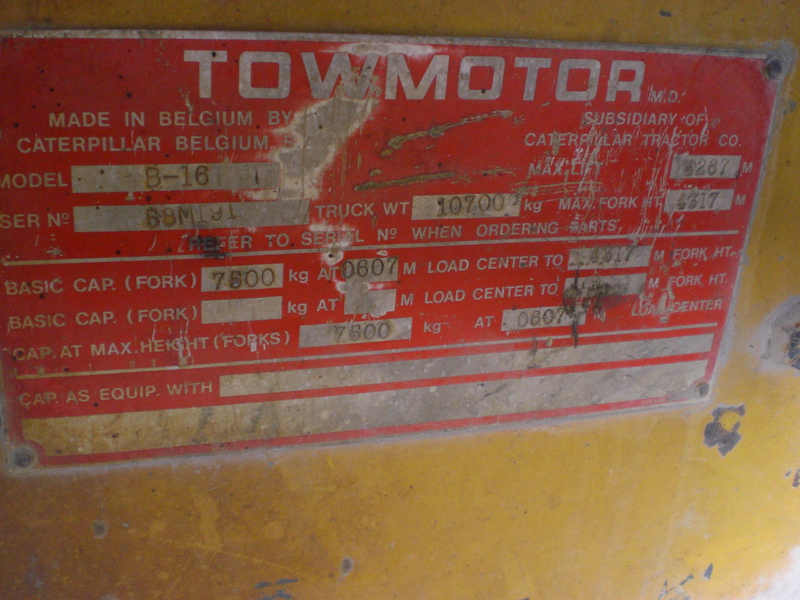 TOWMOTOR M.D.
MADE IN BELGIUM BY
CATERPILLAR BELGIUM
SUBSIDIARY OF
CATERPILLAR TRACTOR CO.
MODEL B-16 MAX. LIFT 4267 M
SER Nº 88M191 TRUCK WT 10700 kg MAX. FORK HT. 4317 M
REFER TO SERIAL Nº WHEN ORDERING PARTS
BASIC CAP. (FORK) 7500 kg AT 0607 M LOAD CENTER TO 4317 M FORK HT.
BASIC CAP. (FORK) kg AT M LOAD CENTER TO M FORK HT.
CAP. AT MAX. HEIGHT (FORKS) 7500 kg AT 0607 M LOAD CENTER
CAP. AS EQUIP. WITH